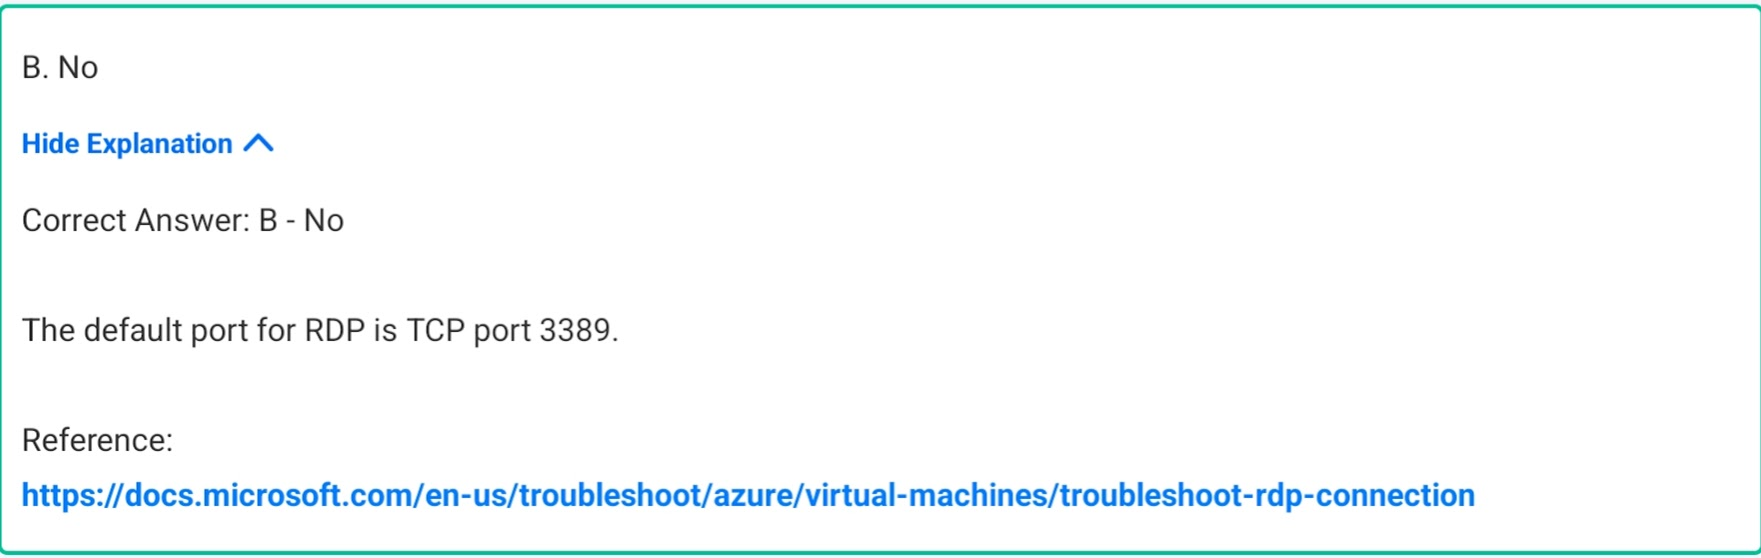 B. No
Hide Explanation
Correct Answer: B - No
The default port for RDP is TCP port 3389.
Reference:
https://docs.microsoft.com/en-us/troubleshoot/azure/virtual-machines/troubleshoot-rdp-connection